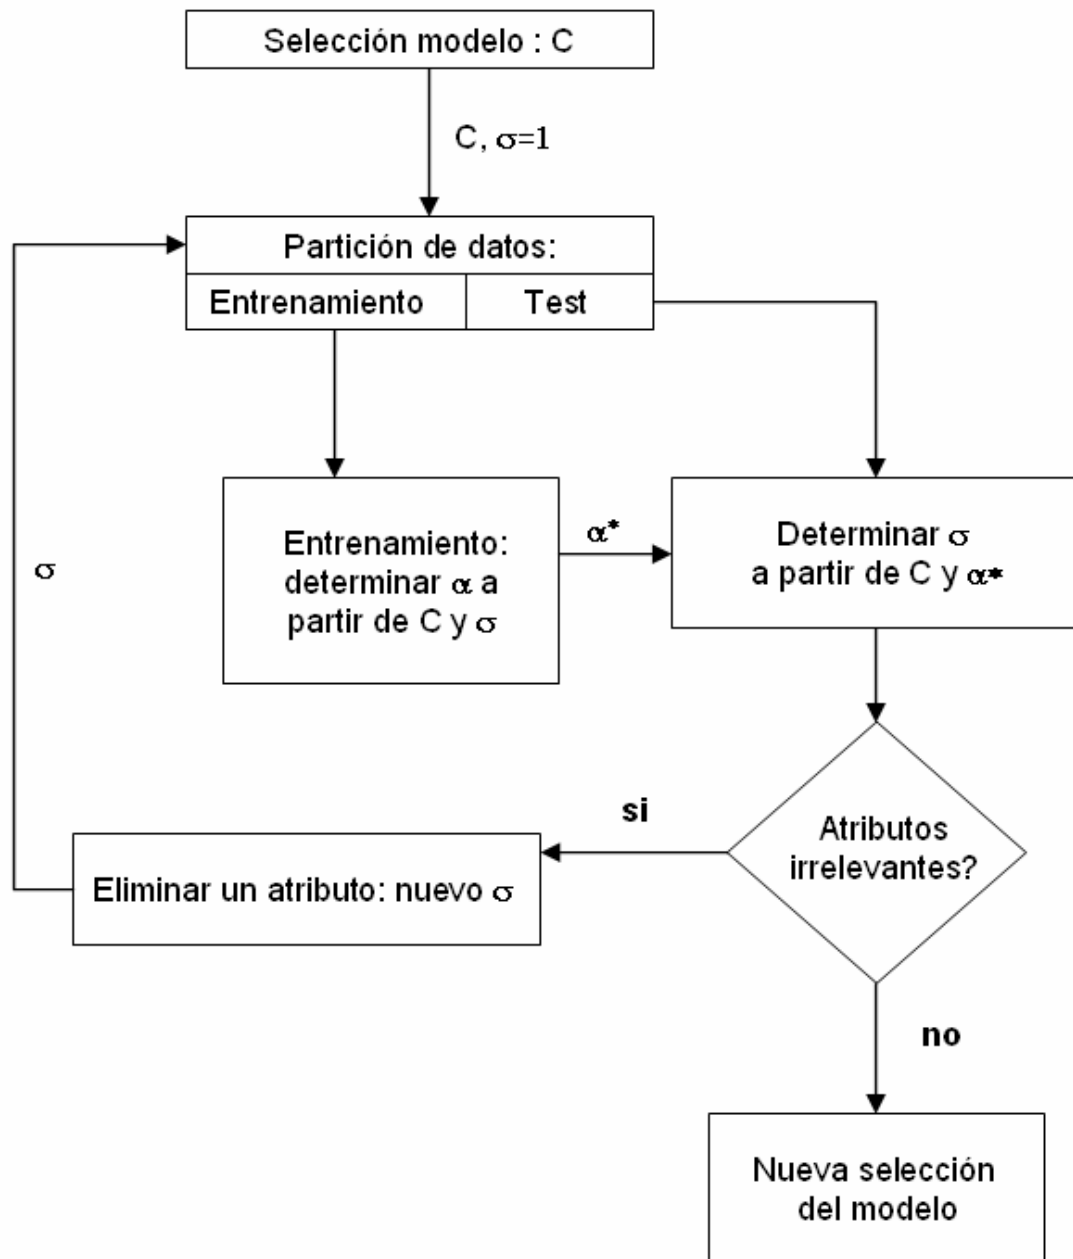 Selección modelo : C
C, σ=1
Partición de datos:
Entrenamiento
Test
Entrenamiento:
determinar α a
partir de C y σ
α*
Determinar σ
a partir de C y α*
σ
si
Atributos
irrelevantes?
Eliminar un atributo: nuevo σ
no
Nueva selección
del modelo